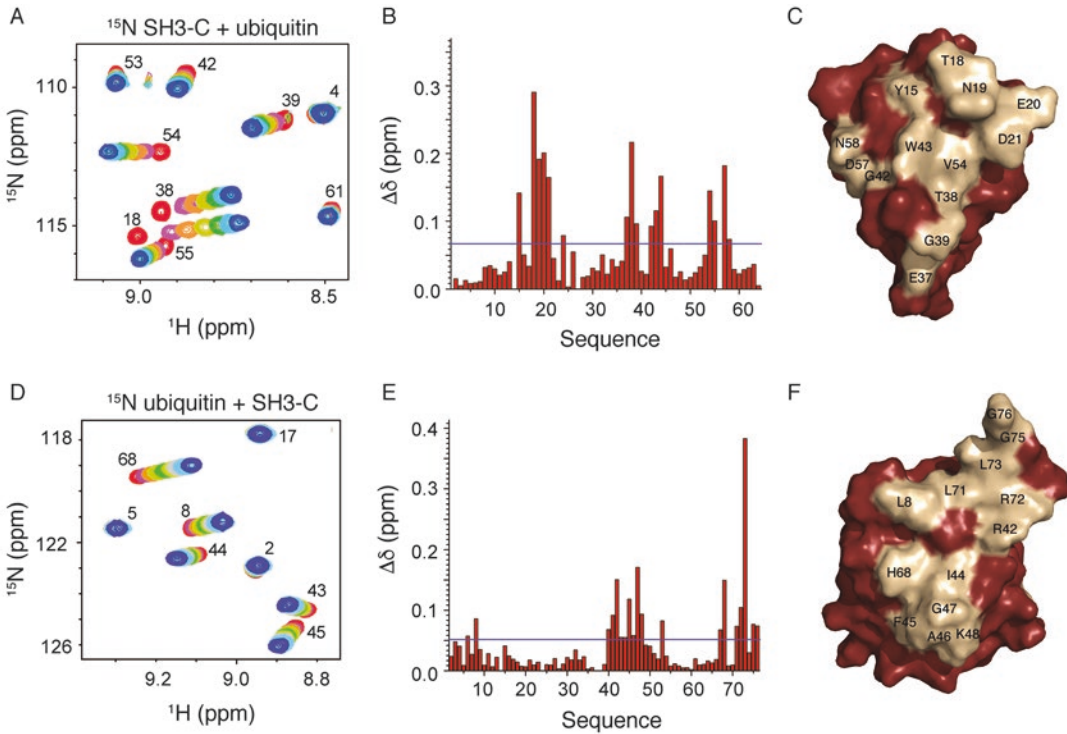 A
¹⁵N SH3-C + ubiquitin
53
42
39
4
54
38
18
55
61
110
115
¹⁵N (ppm)
9.0
8.5
¹H (ppm)
B
Δδ (ppm)
0.3
0.2
0.1
0.0
10 20 30 40 50 60
Sequence
C
T18
Y15
N19
E20
D21
N58
W43
D57
V54
G42
T38
G39
E37
D
¹⁵N ubiquitin + SH3-C
17
68
5
8
44
2
43
45
118
122
126
¹⁵N (ppm)
9.2
9.0
8.8
¹H (ppm)
E
Δδ (ppm)
0.4
0.3
0.2
0.1
0.0
10 20 30 40 50 60 70
Sequence
F
G76
G75
L73
L71
L8
R72
R42
H68
I44
G47
F45
A46
K48